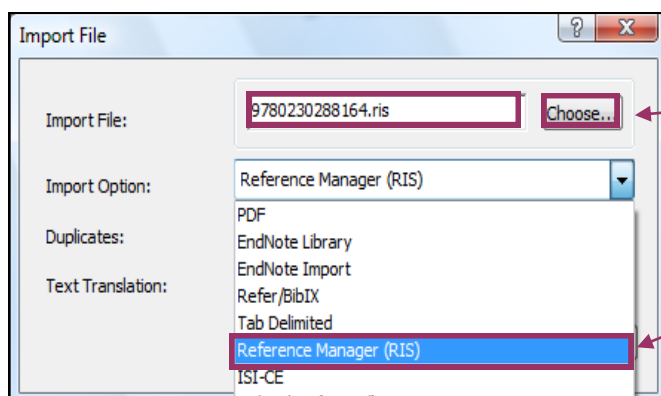 Import File
Import File:
9780230288164.ris
Choose...
Import Option:
Reference Manager (RIS)
PDF
Duplicates:
EndNote Library
EndNote Import
Text Translation:
Refer/BibIX
Tab Delimited
Reference Manager (RIS)
ISI-CE